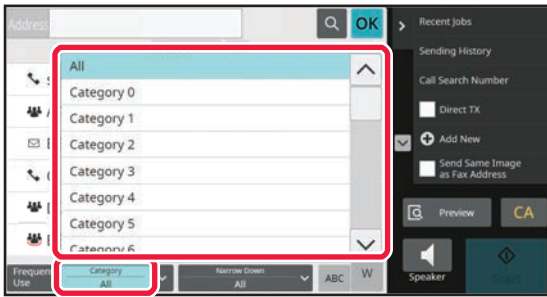 Address
OK
Recent Jobs
Sending History
Call Search Number
Direct TX
Add New
Send Same Image
as Fax Address
Preview
CA
Speaker
Start
All
Category 0
Category 1
Category 2
Category 3
Category 4
Category 5
Category 6
Frequent
Use
Category
All
Narrow Down
All
ABC
W